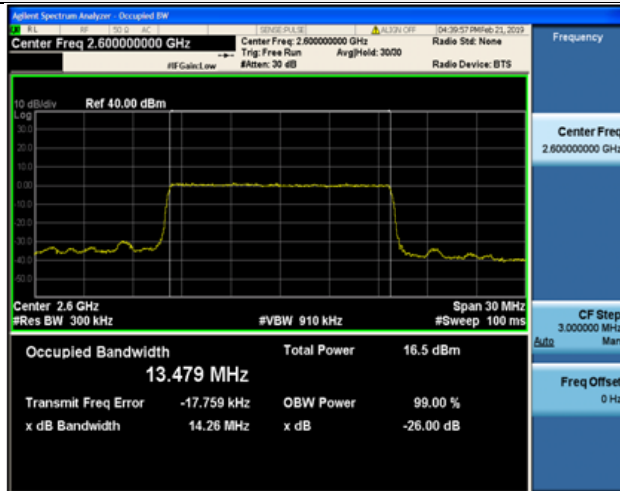 Agilent Spectrum Analyzer - Occupied BW
RL RF 50 Ω AC SENSE:PULSE ALIGN OFF 04:39:57 PM Feb 21, 2019
Center Freq 2.600000000 GHz Center Freq: 2.600000000 GHz Radio Std: None
Trig: Free Run Avg|Hold: 30/30
#IFGain:Low #Atten: 30 dB Radio Device: BTS
10 dB/div Ref 40.00 dBm
Log
30.0
20.0
10.0
0.00
-10.0
-20.0
-30.0
-40.0
-50.0
Center 2.6 GHz Span 30 MHz
#Res BW 300 kHz #VBW 910 kHz #Sweep 100 ms
Occupied Bandwidth Total Power 16.5 dBm
13.479 MHz
Transmit Freq Error -17.759 kHz OBW Power 99.00 %
x dB Bandwidth 14.26 MHz x dB -26.00 dB
Frequency
Center Freq
2.600000000 GHz
CF Step
3.000000 MHz
Auto Man
Freq Offset
0 Hz